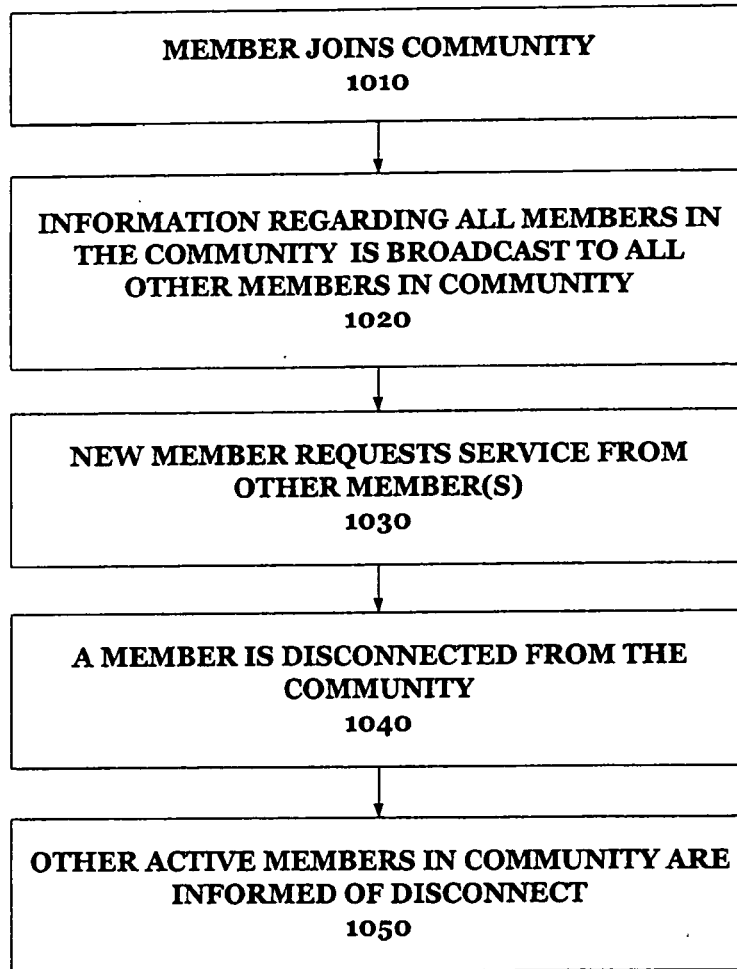 MEMBER JOINS COMMUNITY
1010
INFORMATION REGARDING ALL MEMBERS IN
THE COMMUNITY IS BROADCAST TO ALL
OTHER MEMBERS IN COMMUNITY
1020
NEW MEMBER REQUESTS SERVICE FROM
OTHER MEMBER(S)
1030
A MEMBER IS DISCONNECTED FROM THE
COMMUNITY
1040
OTHER ACTIVE MEMBERS IN COMMUNITY ARE
INFORMED OF DISCONNECT
1050